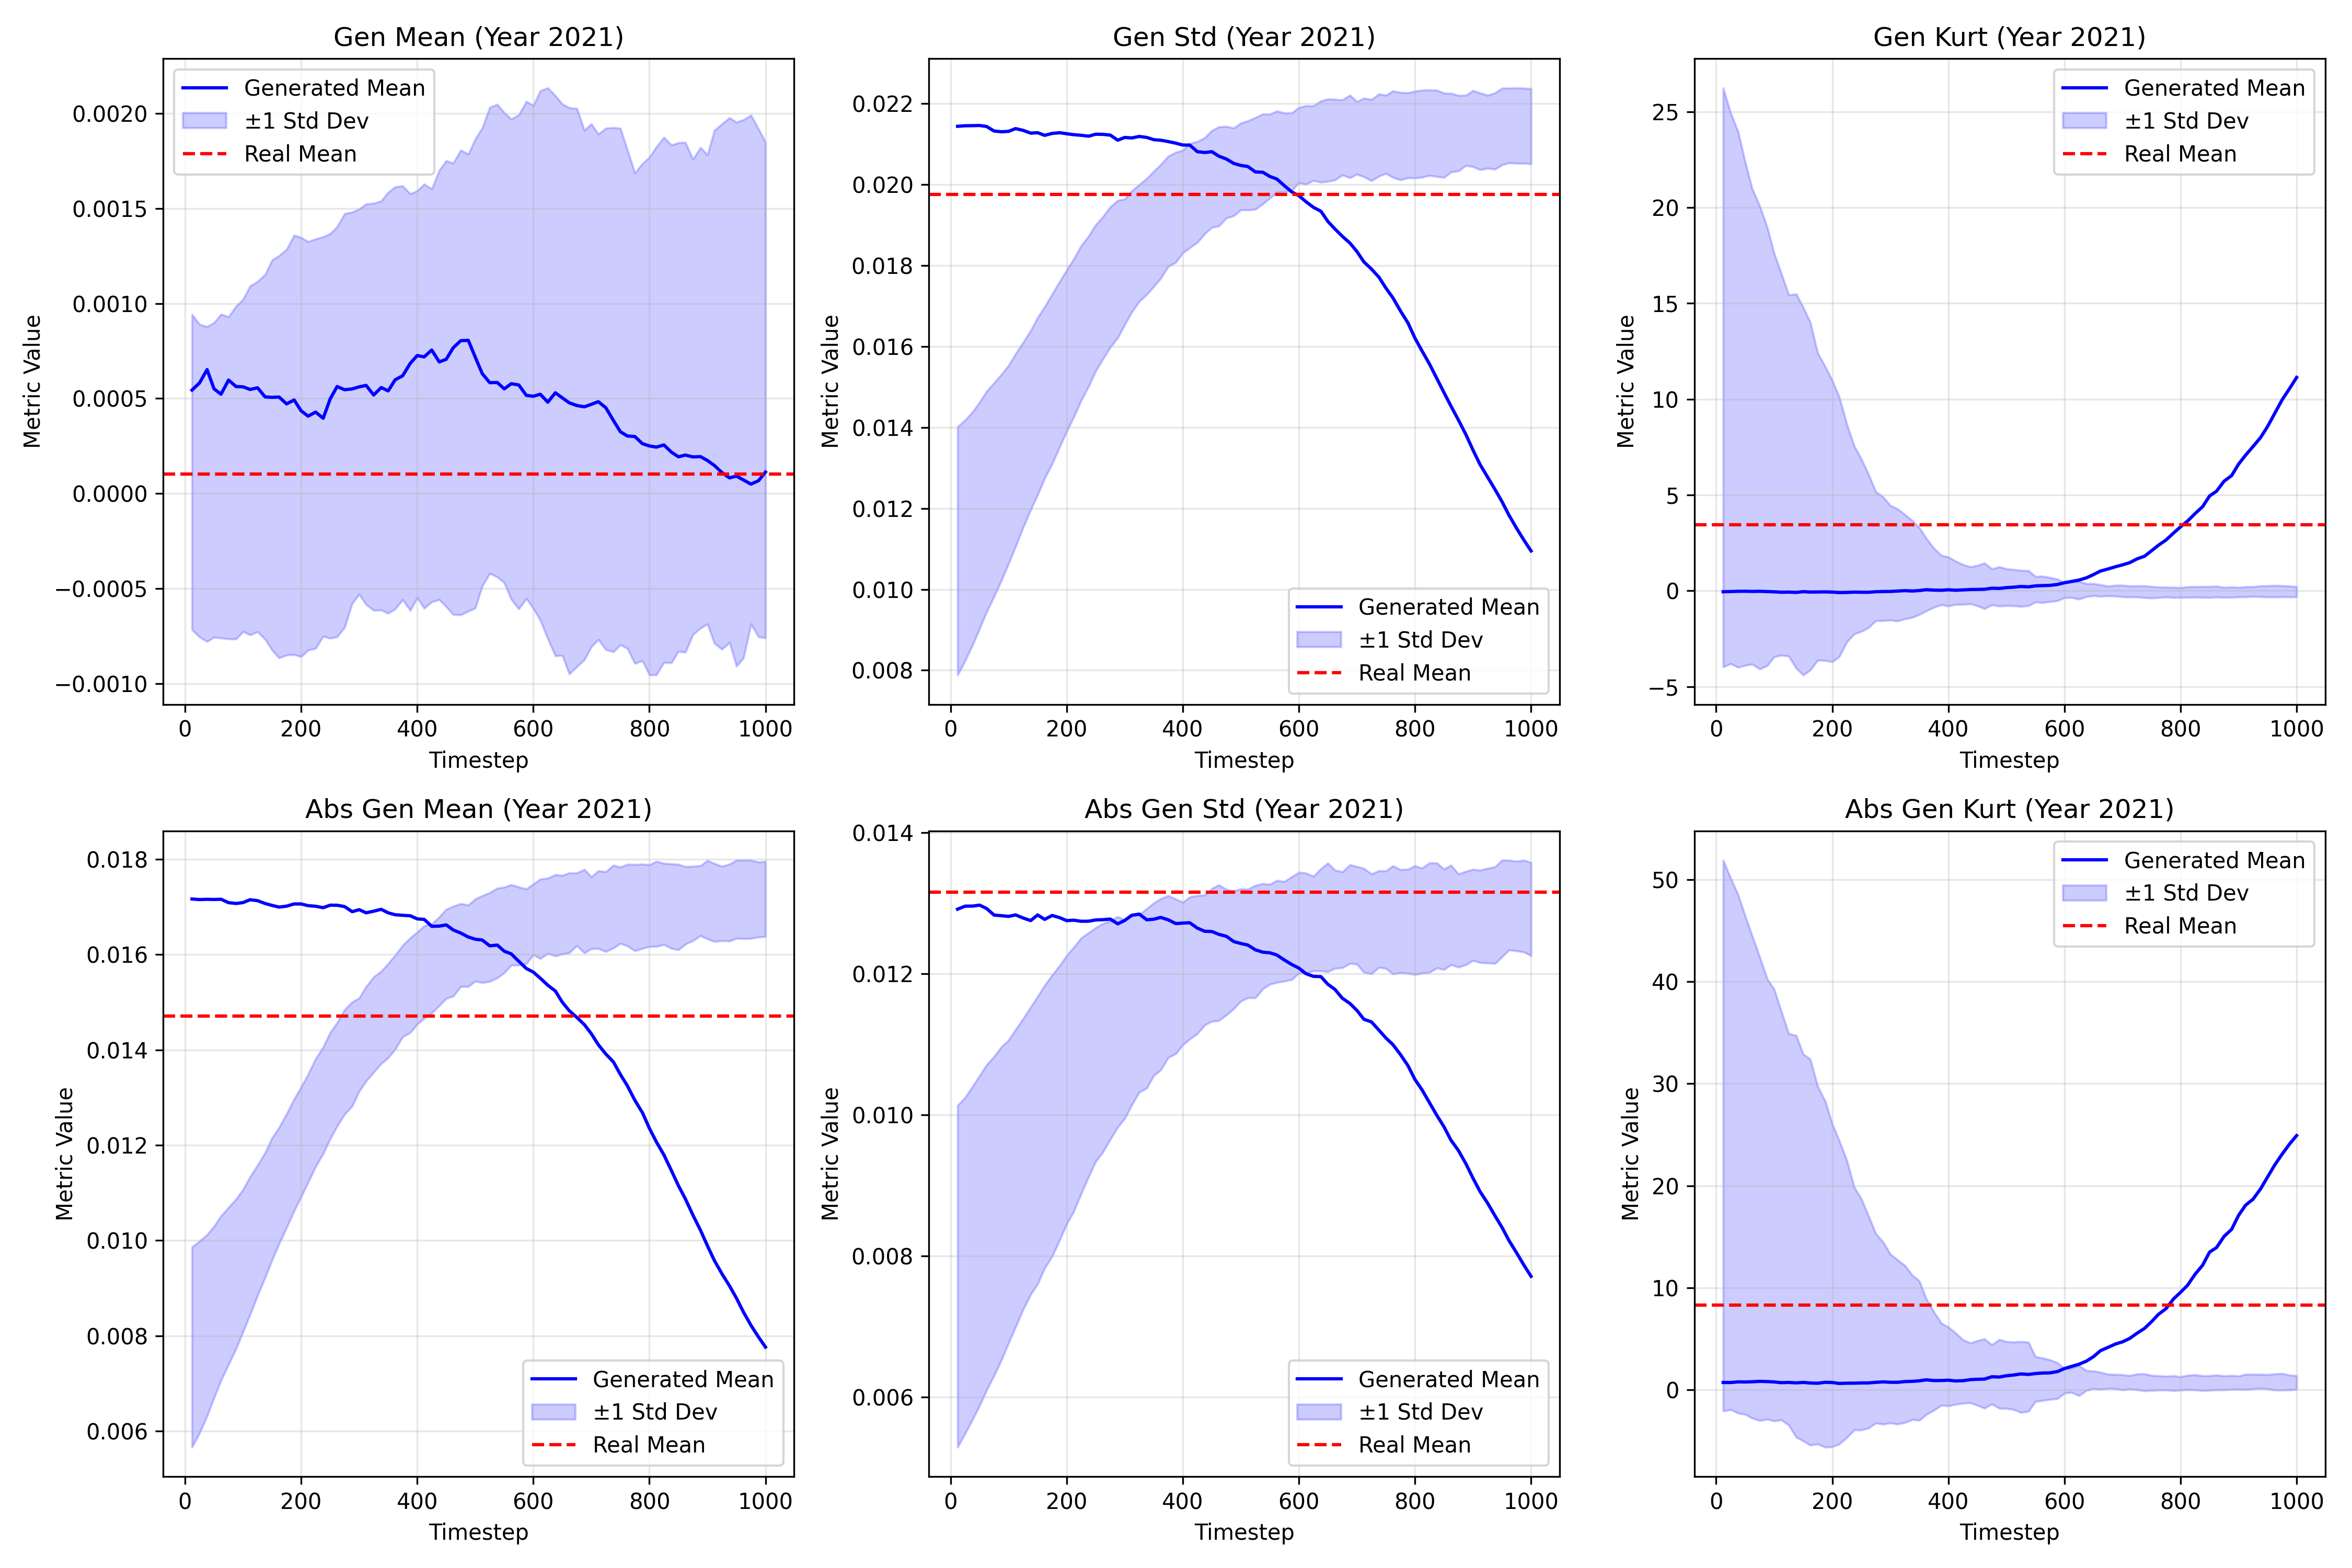 Gen Mean (Year 2021)
Metric Value
0.0020
0.0015
0.0010
0.0005
0.0000
−0.0005
−0.0010
Generated Mean
±1 Std Dev
Real Mean
0 200 400 600 800 1000
Timestep
Gen Std (Year 2021)
Metric Value
0.022
0.020
0.018
0.016
0.014
0.012
0.010
0.008
Generated Mean
±1 Std Dev
Real Mean
0 200 400 600 800 1000
Timestep
Gen Kurt (Year 2021)
Metric Value
25
20
15
10
5
0
−5
Generated Mean
±1 Std Dev
Real Mean
0 200 400 600 800 1000
Timestep
Abs Gen Mean (Year 2021)
Metric Value
0.018
0.016
0.014
0.012
0.010
0.008
0.006
Generated Mean
±1 Std Dev
Real Mean
0 200 400 600 800 1000
Timestep
Abs Gen Std (Year 2021)
Metric Value
0.014
0.012
0.010
0.008
0.006
Generated Mean
±1 Std Dev
Real Mean
0 200 400 600 800 1000
Timestep
Abs Gen Kurt (Year 2021)
Metric Value
50
40
30
20
10
0
Generated Mean
±1 Std Dev
Real Mean
0 200 400 600 800 1000
Timestep